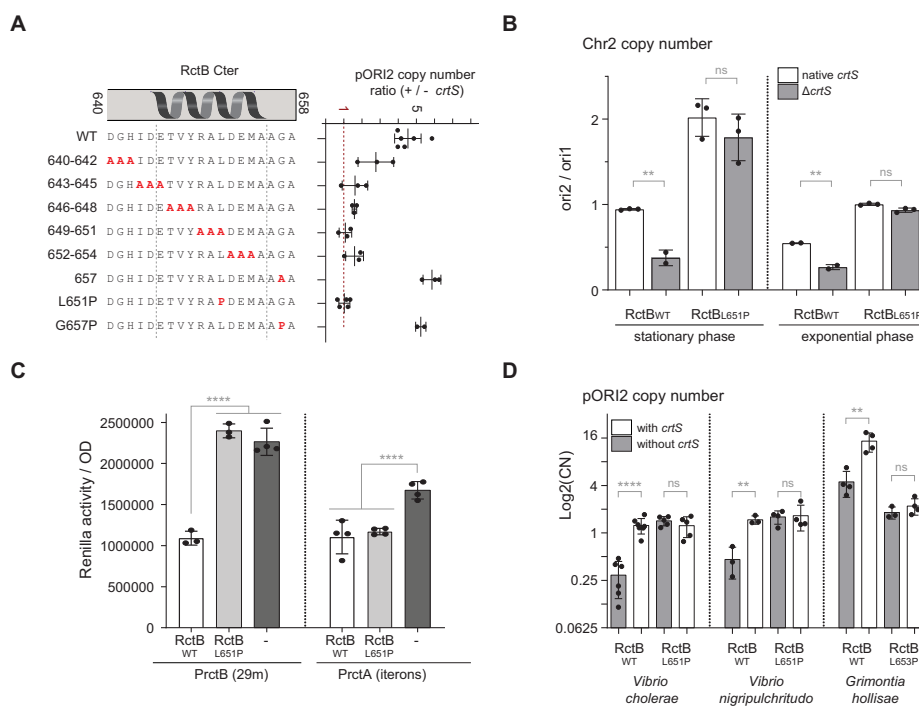 A
RctB Cter
640
658
pORI2 copy number
ratio (+ / - crtS)
1
5
WT
DGHIDETVYRALDEMAAGA
640-642
AAAIDETVYRALDEMAAGA
643-645
DGHAAATVYRALDEMAAGA
646-648
DGHIDEAAARALDEMAAGA
649-651
DGHIDETVYAAADEMAAGA
652-654
DGHIDETVYRALAAAAAGA
657
DGHIDETVYRALDEMAAAA
L651P
DGHIDETVYRAPDEMAAGA
G657P
DGHIDETVYRALDEMAAPA
B
Chr2 copy number
ns
native crtS
ΔcrtS
ori2 / ori1
2
1
0
**
**
ns
RctBWT
RctBL651P
RctBWT
RctBL651P
stationary phase
exponential phase
C
Renilla activity / OD
2500000
2000000
1500000
1000000
500000
0
****
****
RctB
WT
RctB
L651P
-
RctB
WT
RctB
L651P
-
PrctB (29m)
PrctA (iterons)
D
pORI2 copy number
with crtS
without crtS
Log2(CN)
16
4
1
0.25
0.0625
****
ns
**
ns
**
ns
RctB
WT
RctB
L651P
RctB
WT
RctB
L651P
RctB
WT
RctB
L653P
Vibrio
cholerae
Vibrio
nigripulchritudo
Grimontia
hollisae